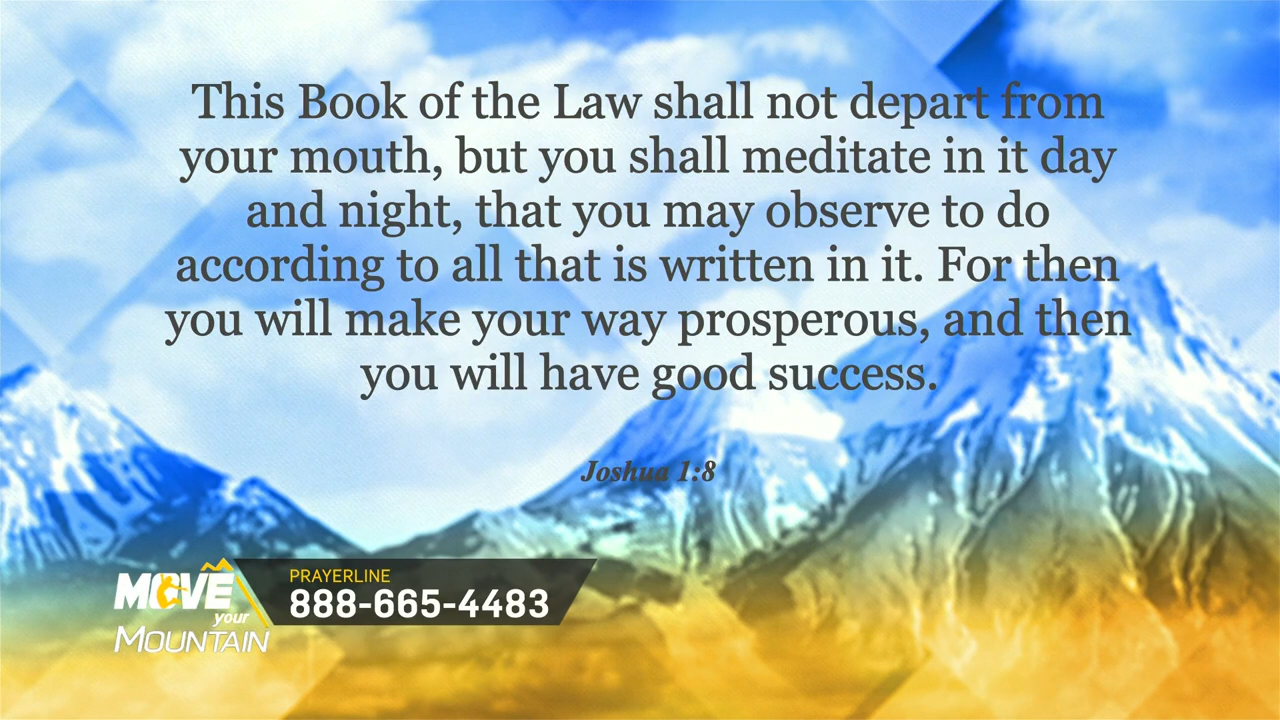 This Book of the Law shall not depart from
your mouth, but you shall meditate in it day
and night, that you may observe to do
according to all that is written in it. For then
you will make your way prosperous, and then
you will have good success.
Joshua 1:8
MOVE
your
MOUNTAIN
PRAYERLINE
888-665-4483